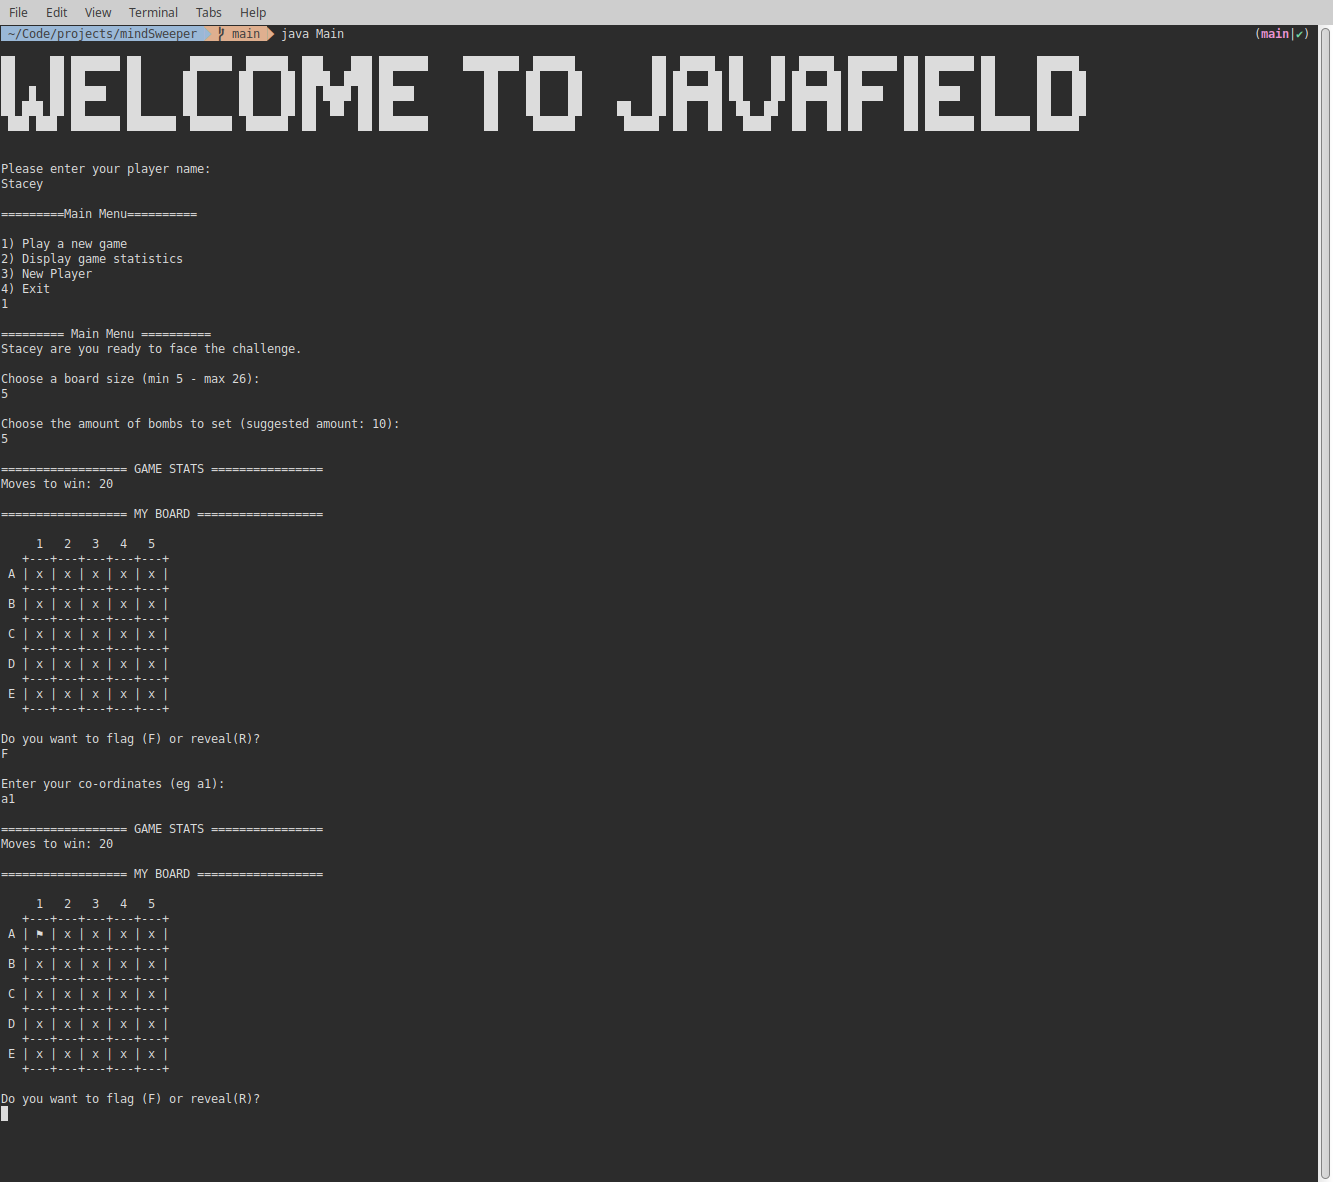 File Edit View Terminal Tabs Help
~/Code/projects/mindSweeper main java Main (main|✔)
WELCOME TO JAVAFIELD
Please enter your player name:
Stacey
=========Main Menu==========
1) Play a new game
2) Display game statistics
3) New Player
4) Exit
1
========= Main Menu ==========
Stacey are you ready to face the challenge.
Choose a board size (min 5 - max 26):
5
Choose the amount of bombs to set (suggested amount: 10):
5
================== GAME STATS ================
Moves to win: 20
================== MY BOARD ==================
     1   2   3   4   5
   +---+---+---+---+---+
 A | x | x | x | x | x |
   +---+---+---+---+---+
 B | x | x | x | x | x |
   +---+---+---+---+---+
 C | x | x | x | x | x |
   +---+---+---+---+---+
 D | x | x | x | x | x |
   +---+---+---+---+---+
 E | x | x | x | x | x |
   +---+---+---+---+---+
Do you want to flag (F) or reveal(R)?
F
Enter your co-ordinates (eg a1):
a1
================== GAME STATS ================
Moves to win: 20
================== MY BOARD ==================
     1   2   3   4   5
   +---+---+---+---+---+
 A | ⚑ | x | x | x | x |
   +---+---+---+---+---+
 B | x | x | x | x | x |
   +---+---+---+---+---+
 C | x | x | x | x | x |
   +---+---+---+---+---+
 D | x | x | x | x | x |
   +---+---+---+---+---+
 E | x | x | x | x | x |
   +---+---+---+---+---+
Do you want to flag (F) or reveal(R)?